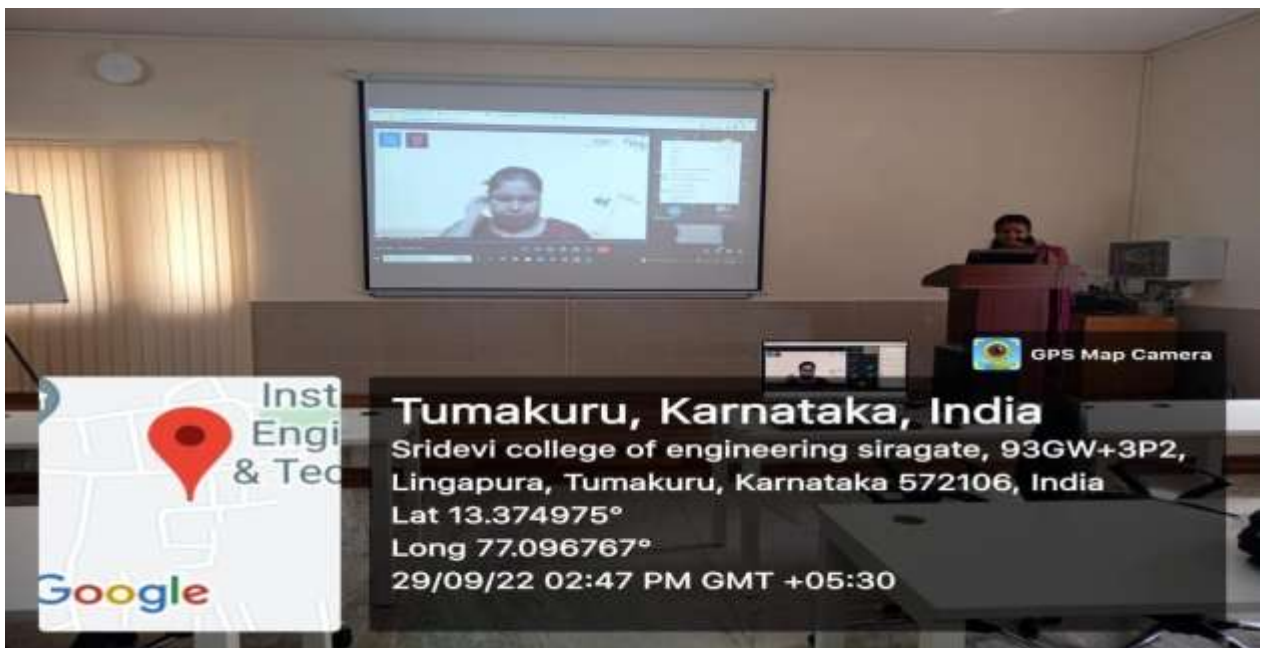 GPS Map Camera
Inst
Engi
& Tec
Google
Tumakuru, Karnataka, India
Sridevi college of engineering siragate, 93GW+3P2,
Lingapura, Tumakuru, Karnataka 572106, India
Lat 13.374975°
Long 77.096767°
29/09/22 02:47 PM GMT +05:30